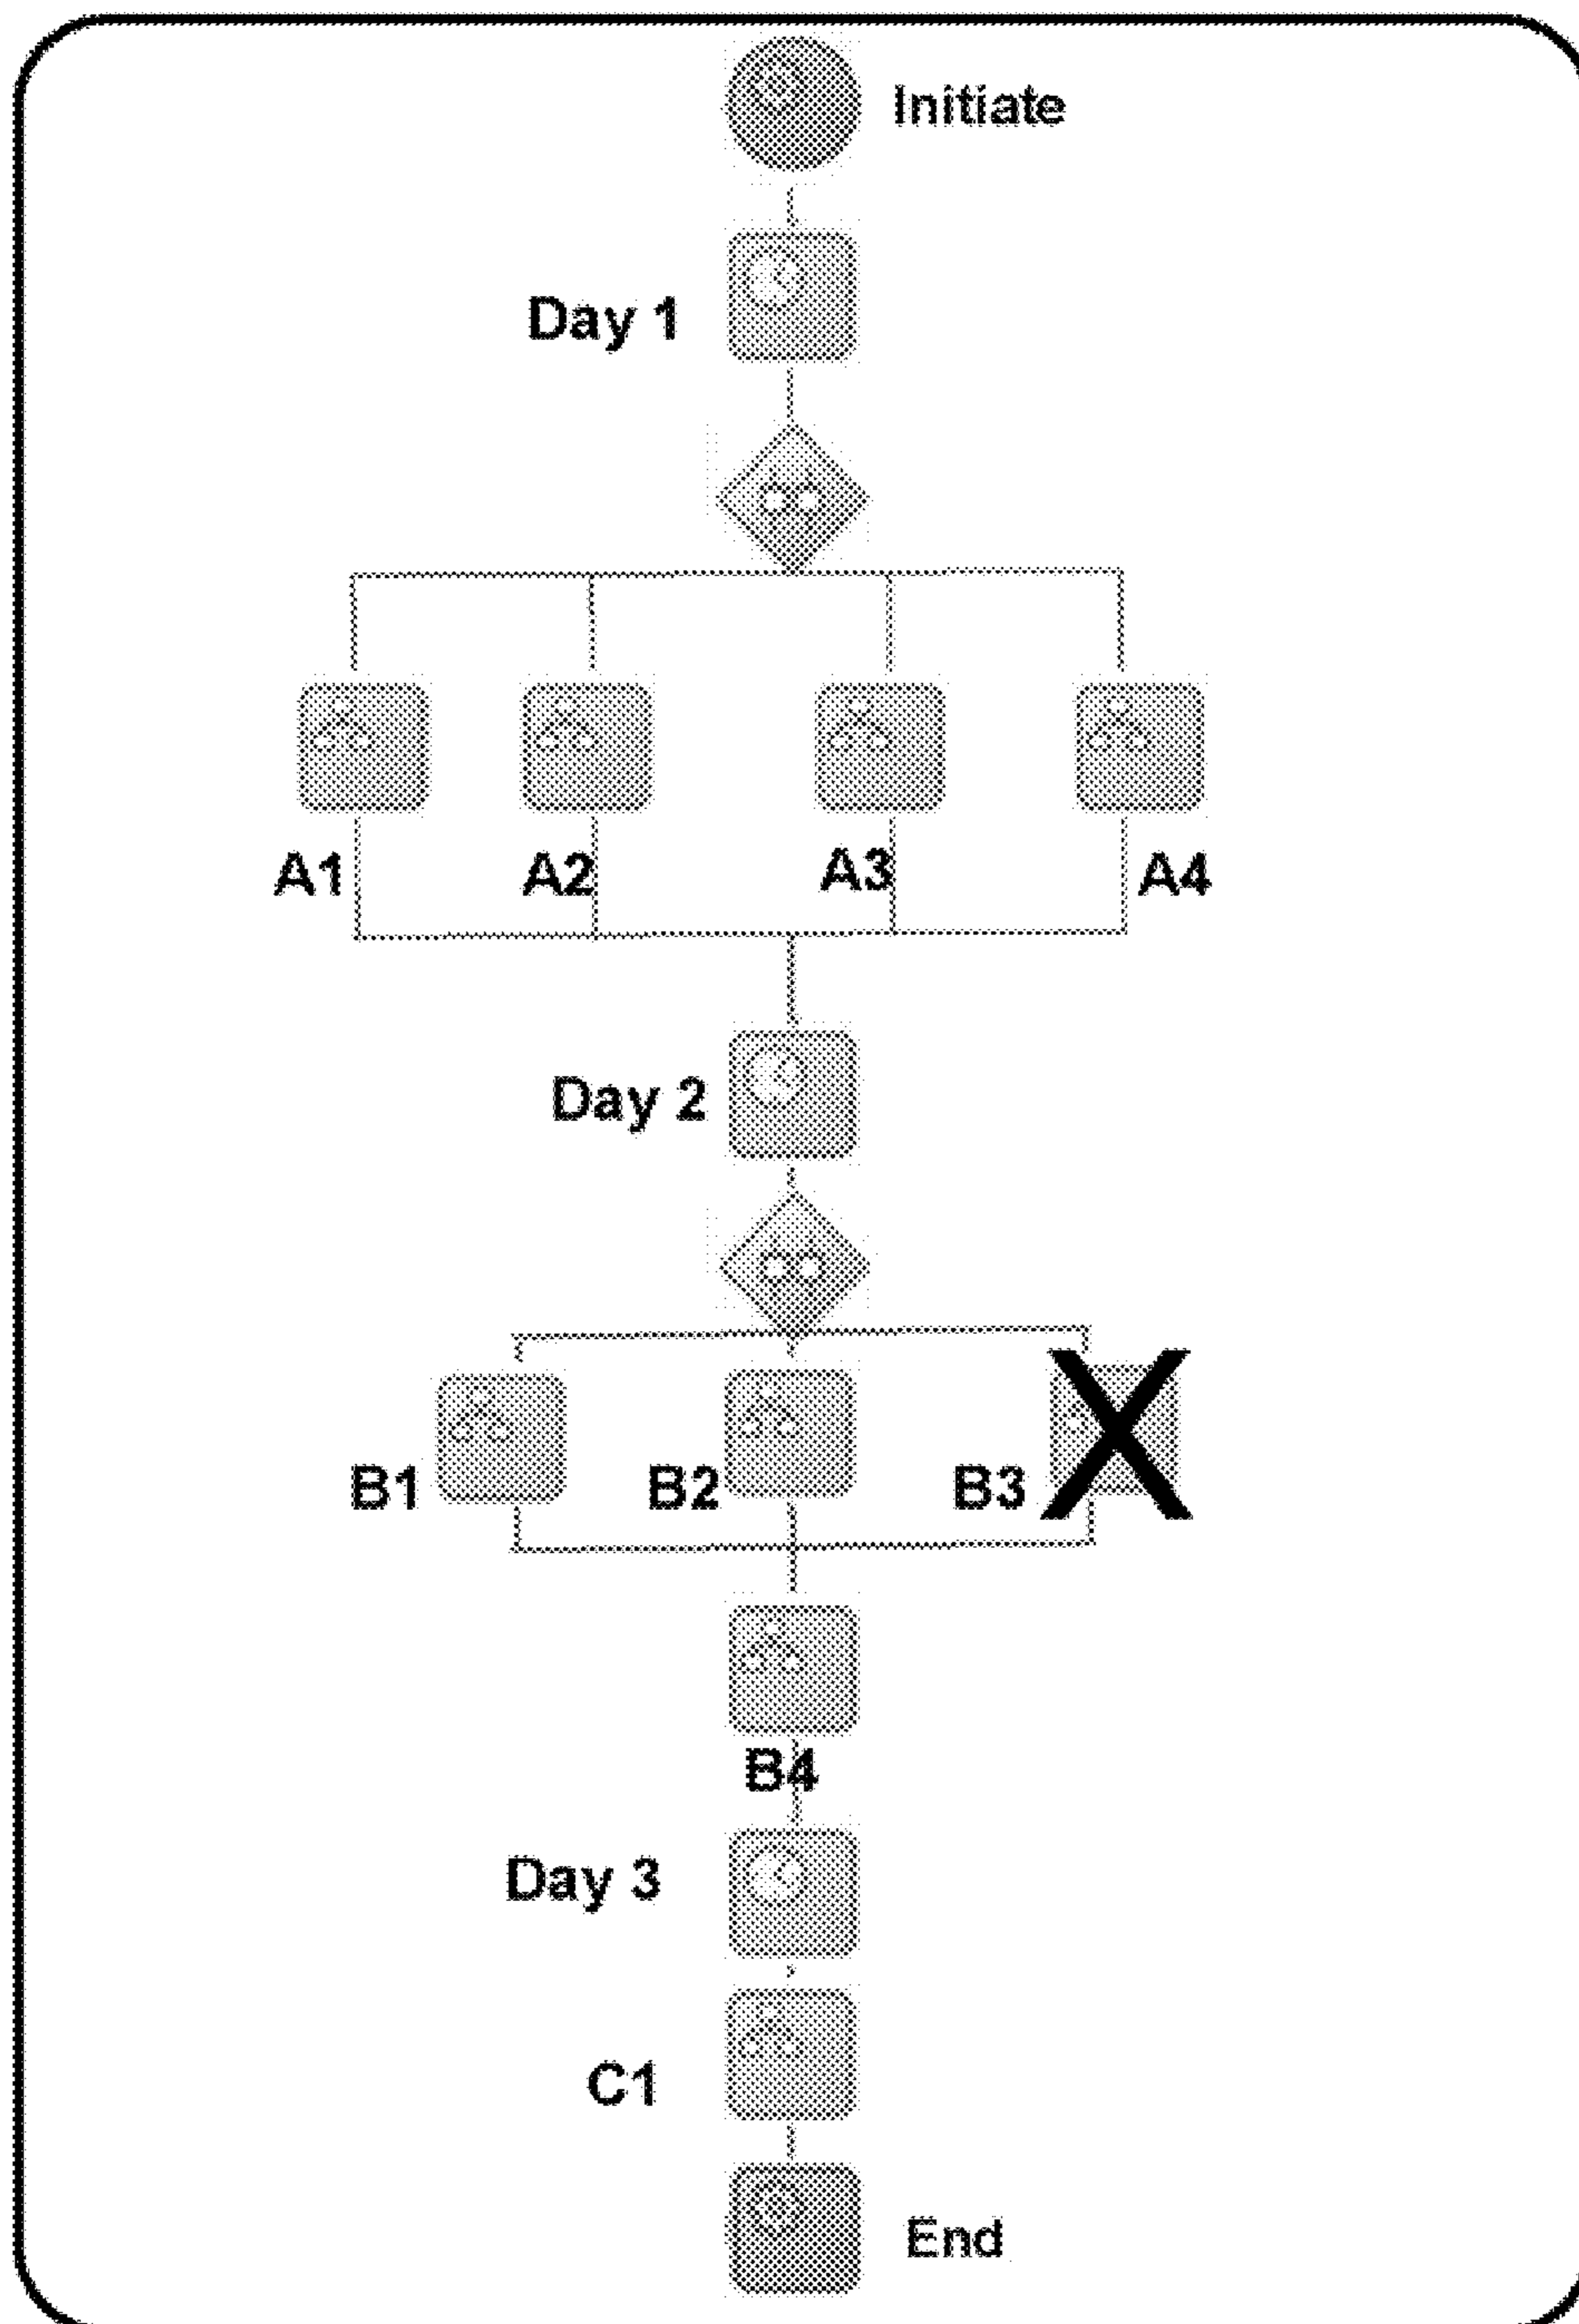 Initiate
Day 1
A1 A2 A3 A4
Day 2
B1 B2 B3 X
B4
Day 3
C1
End